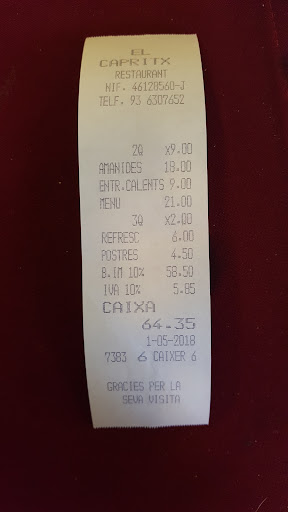 EL
CAPRITX
RESTAURANT
NIF. 46128560-J
TELF. 93 6307652
2Q x9.00
AMANIDES 18.00
ENTR.CALENTS 9.00
MENU 21.00
3Q x2.00
REFRESC 6.00
POSTRES 4.50
B.IM 10% 58.50
IVA 10% 5.85
CAIXA
64.35
1-05-2018
7383 6 CAIXER 6
GRACIES PER LA
SEVA VISITA